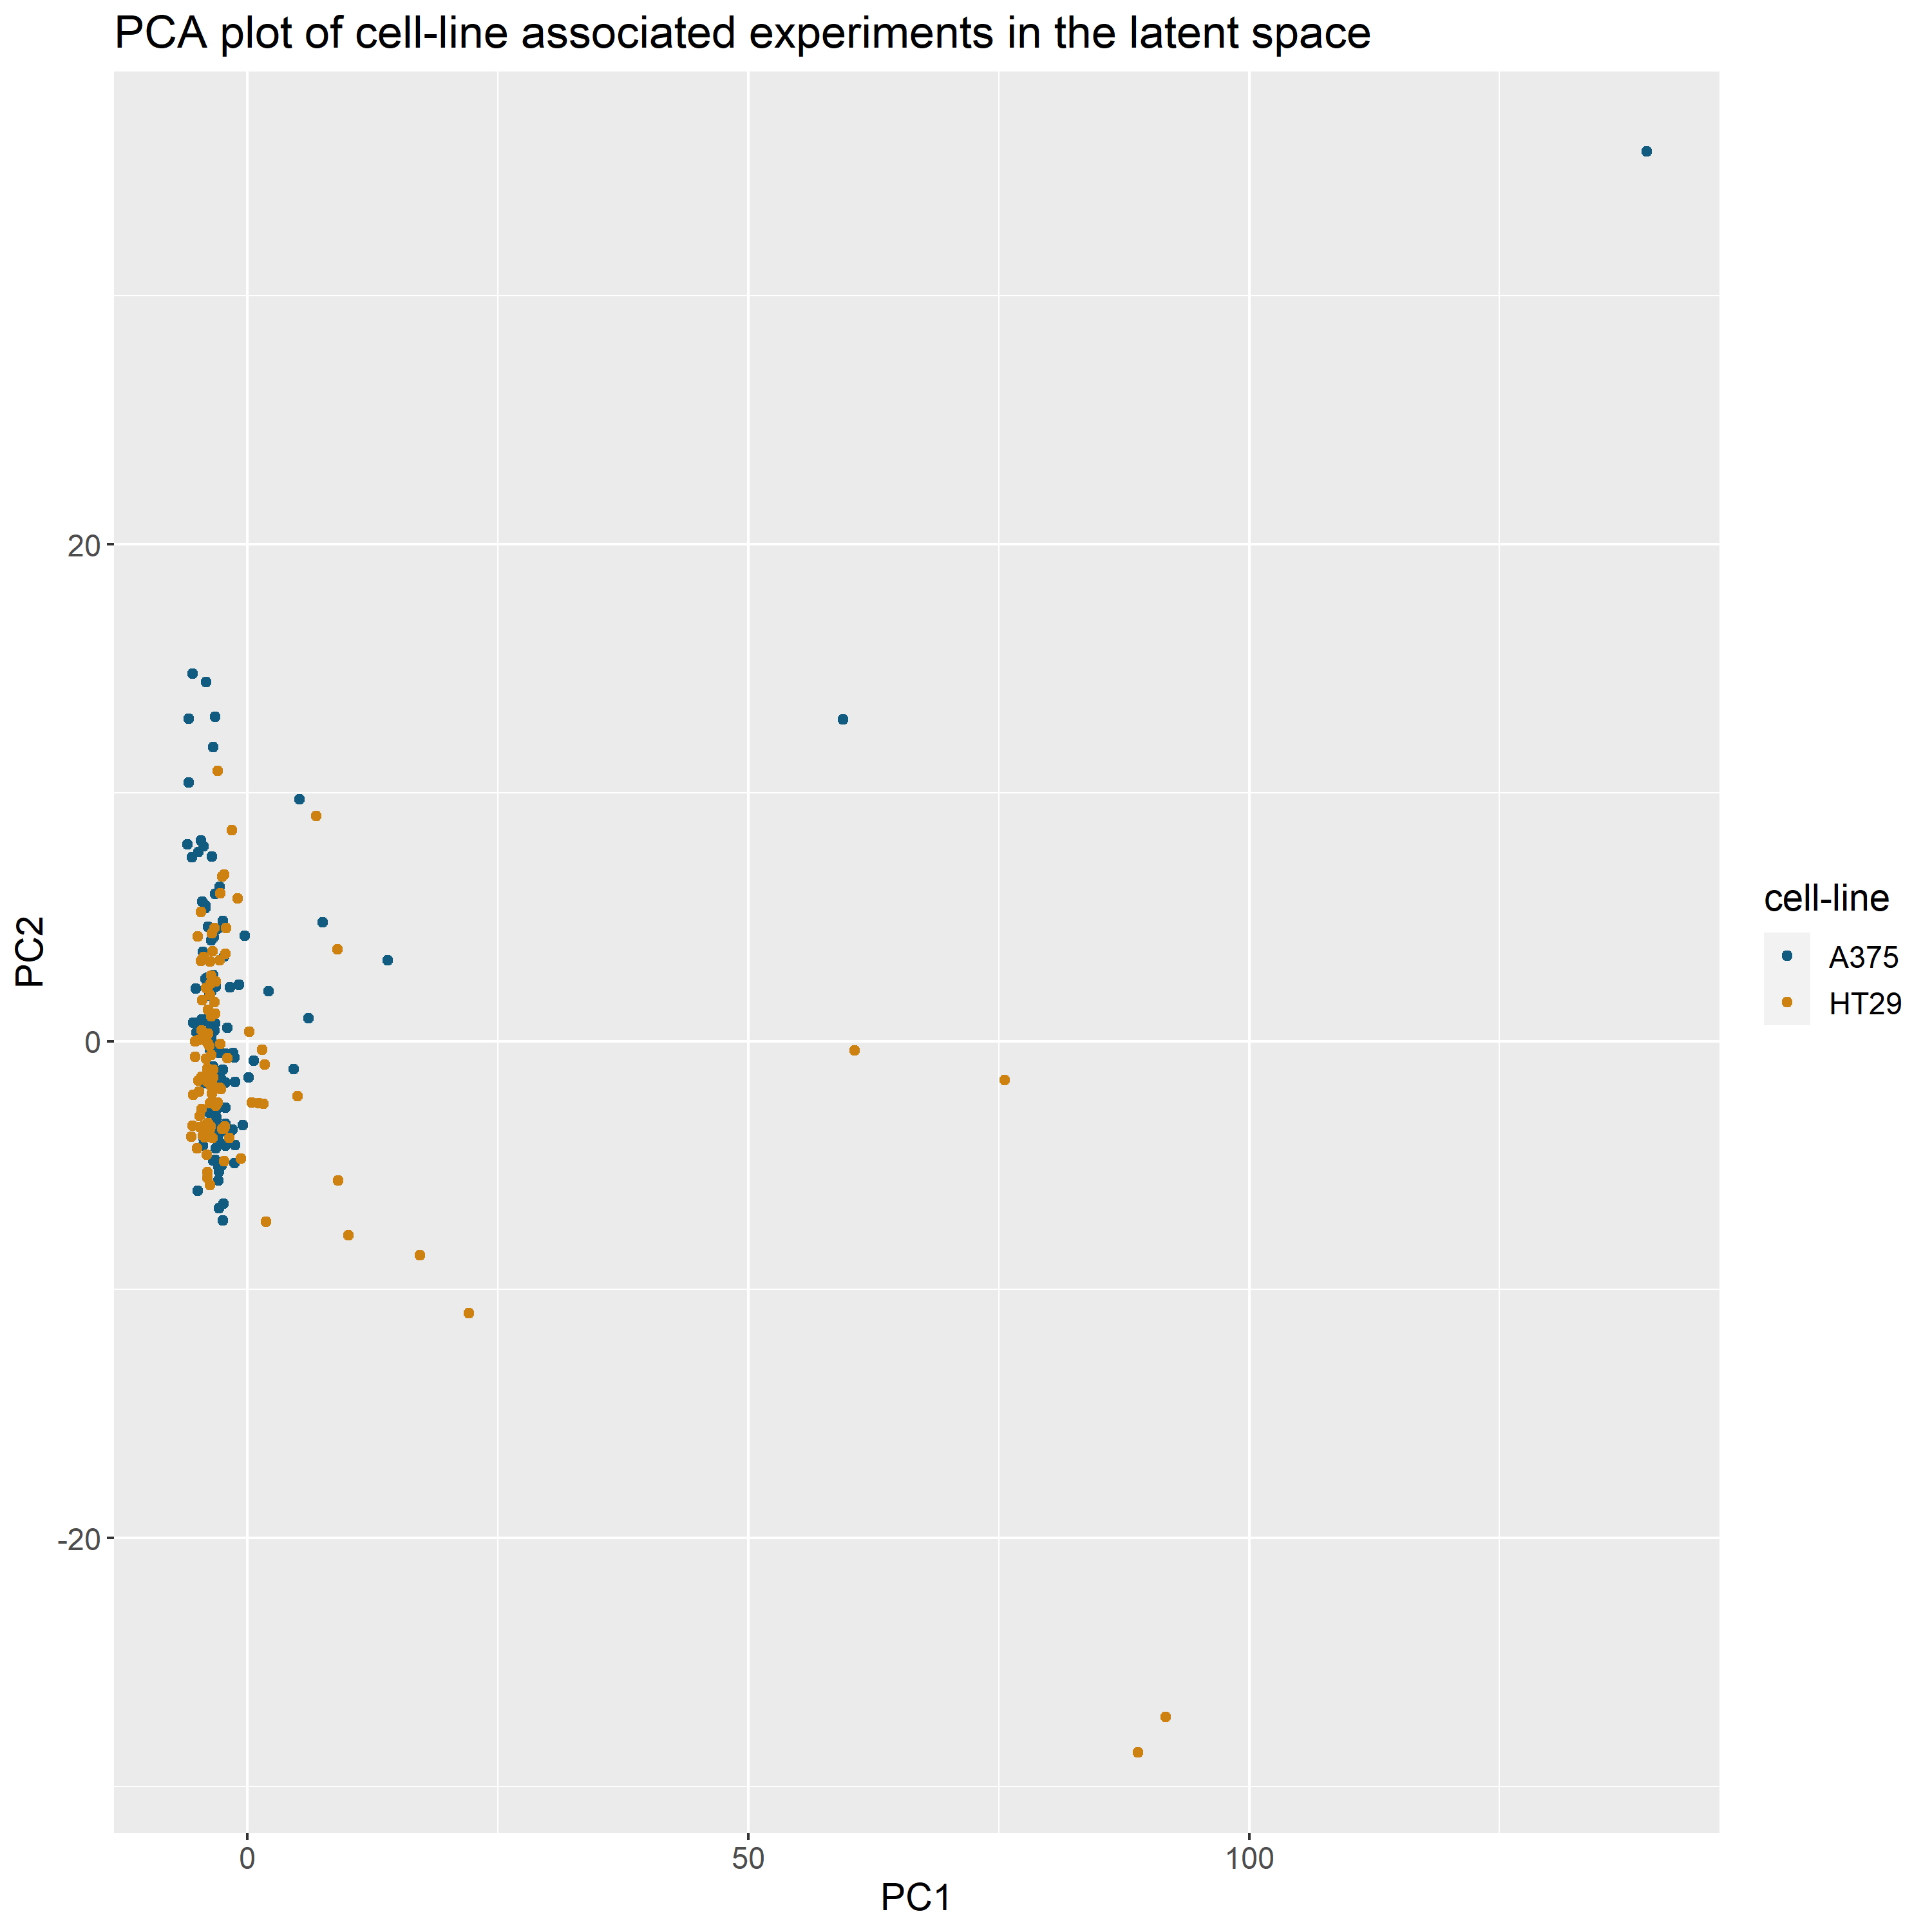 PCA plot of cell-line associated experiments in the latent space
PC2
20
0
-20
0
50
100
PC1
cell-line
A375
HT29